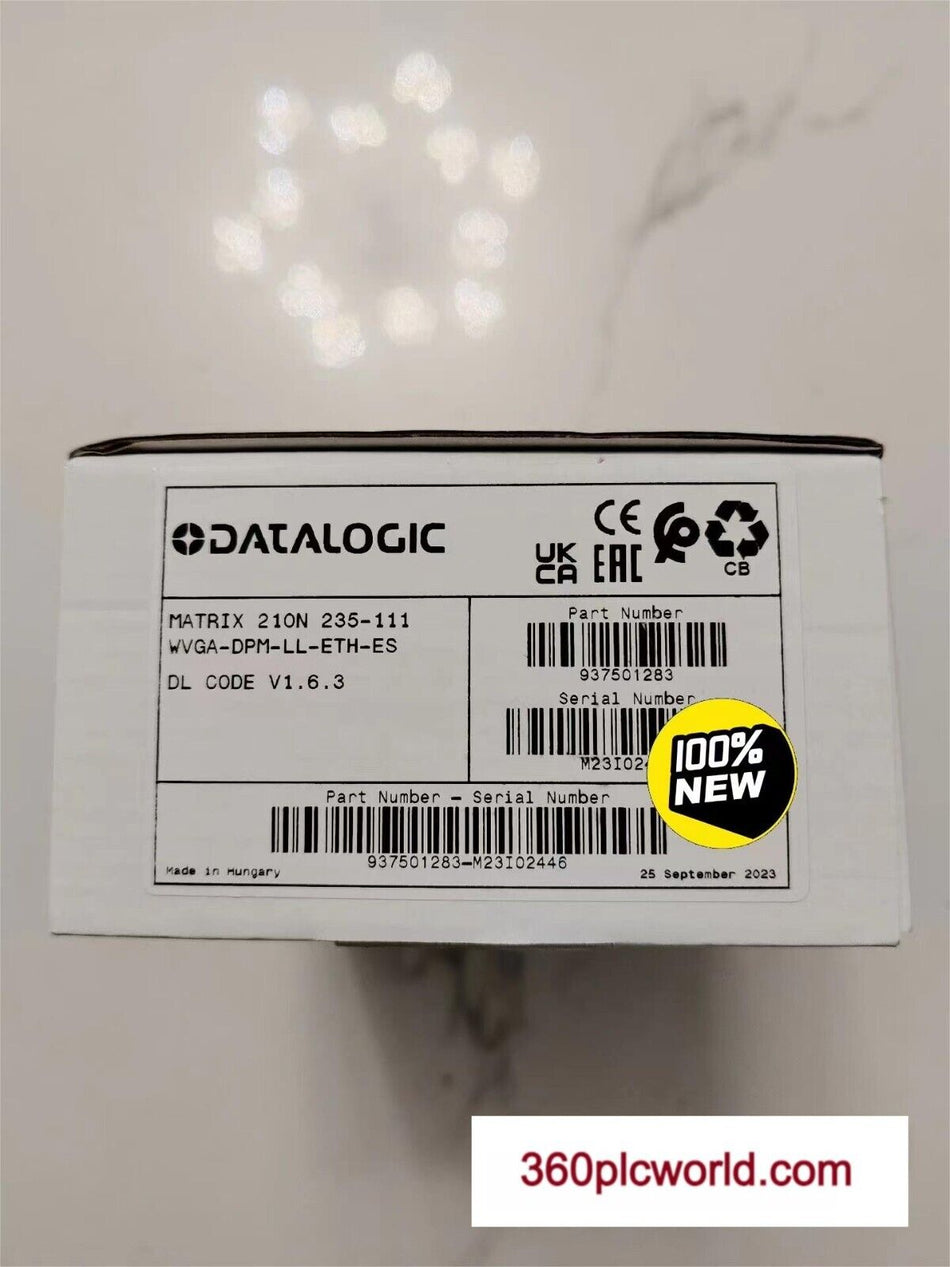 DATALOGIC
CE
UK
CA
EAC
CB
MATRIX 210N 235-111
WVGA-DPM-LL-ETH-ES
DL CODE V1.6.3
Part Number
937501283
Serial Number
M23I02
100%
NEW
Part Number - Serial Number
937501283-M23I02446
Made in Hungary
25 September 2023
360plcworld.com